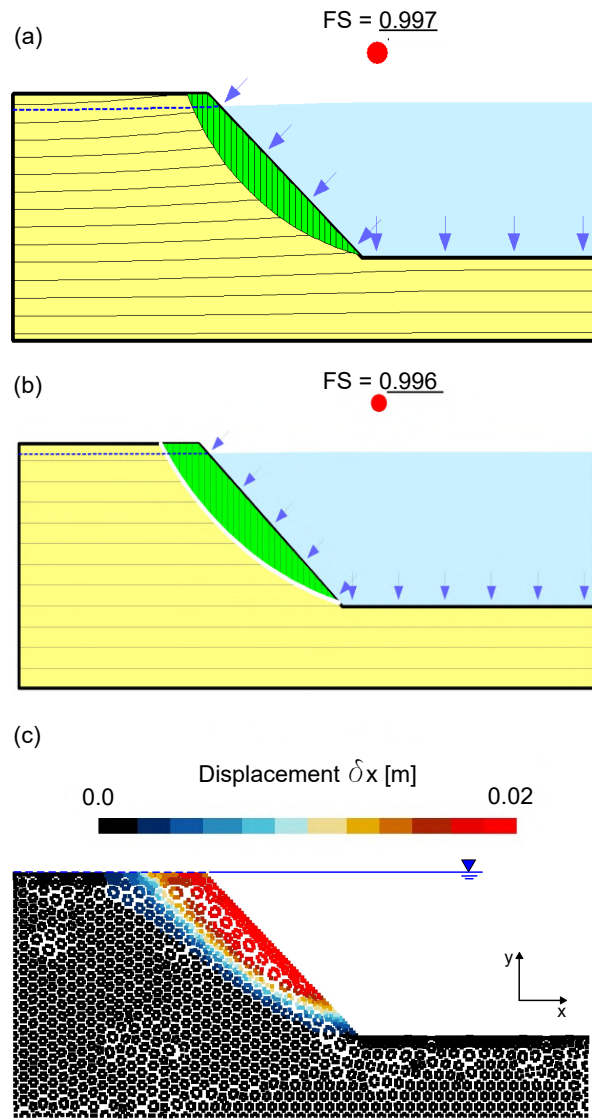 (a)
FS = 0.997
(b)
FS = 0.996
(c)
Displacement δx [m]
0.0
0.02
y
x